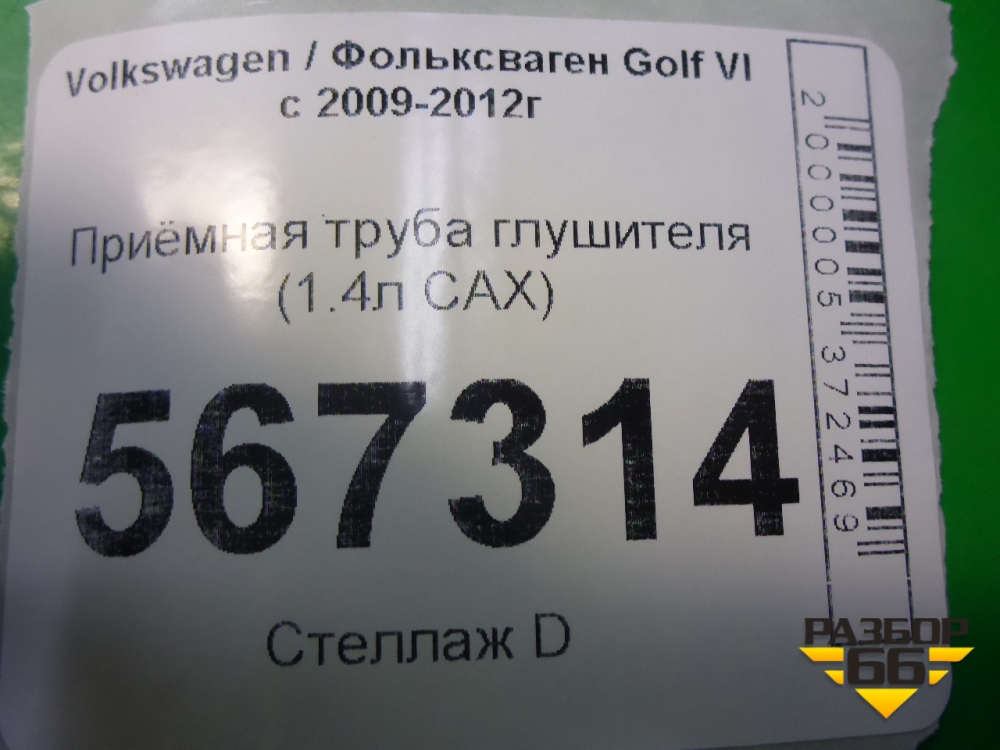 Volkswagen / Фольксваген Golf VI
с 2009-2012г
Приёмная труба глушителя
(1.4л CAX)
567314
Стеллаж D
2000005372469
РАЗБОР
66